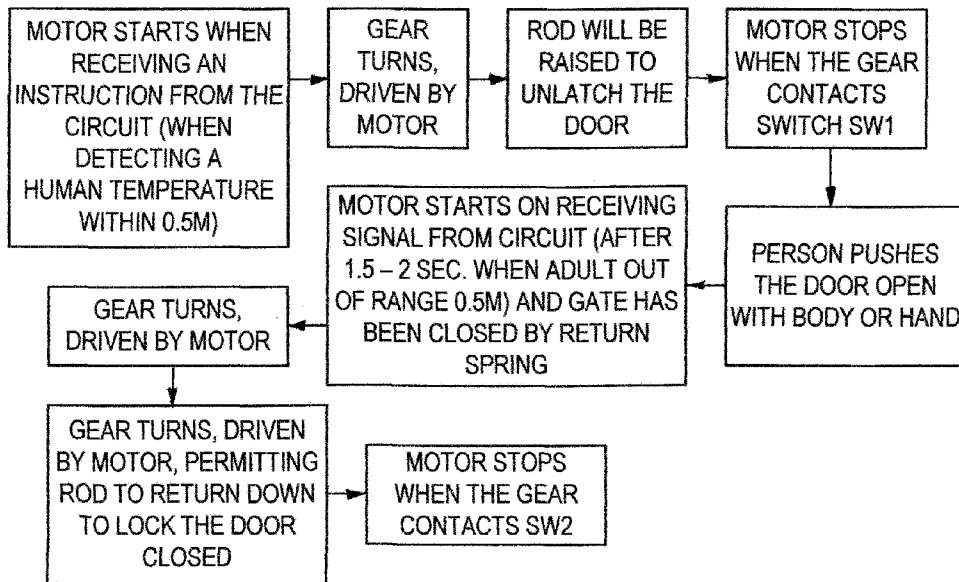 MOTOR STARTS WHEN
RECEIVING AN
INSTRUCTION FROM THE
CIRCUIT (WHEN
DETECTING A
HUMAN TEMPERATURE
WITHIN 0.5M)
GEAR
TURNS,
DRIVEN BY
MOTOR
ROD WILL BE
RAISED TO
UNLATCH THE
DOOR
MOTOR STOPS
WHEN THE GEAR
CONTACTS
SWITCH SW1
PERSON PUSHES
THE DOOR OPEN
WITH BODY OR HAND
MOTOR STARTS ON RECEIVING
SIGNAL FROM CIRCUIT (AFTER
1.5 – 2 SEC. WHEN ADULT OUT
OF RANGE 0.5M) AND GATE HAS
BEEN CLOSED BY RETURN
SPRING
GEAR TURNS,
DRIVEN BY MOTOR
GEAR TURNS, DRIVEN
BY MOTOR, PERMITTING
ROD TO RETURN DOWN
TO LOCK THE DOOR
CLOSED
MOTOR STOPS
WHEN THE GEAR
CONTACTS SW2